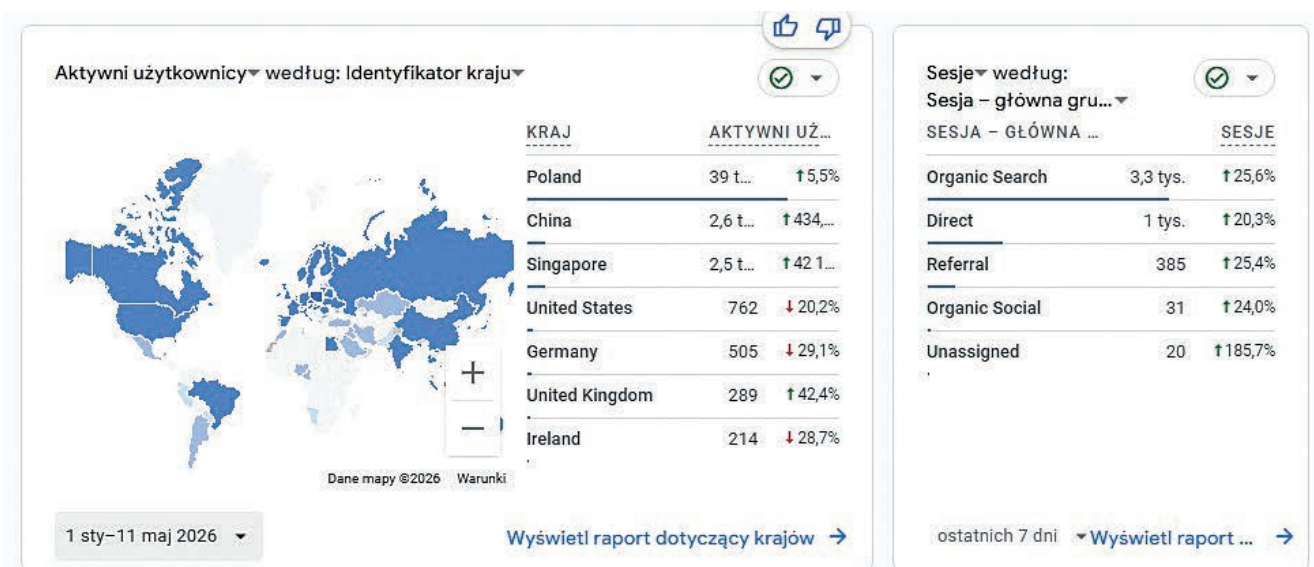 Aktywni użytkownicy według: Identyfikator kraju
KRAJ AKTYWNI UŻ...
Poland 39 t... 5,5%
China 2,6 t... 434,...
Singapore 2,5 t... 42 1...
United States 762 20,2%
Germany 505 29,1%
United Kingdom 289 42,4%
Ireland 214 28,7%
Dane mapy ©2026 Warunki
1 sty–11 maj 2026
Wyświetl raport dotyczący krajów →
Sesje według:
Sesja – główna gru...
SESJA – GŁÓWNA ... SESJE
Organic Search 3,3 tys. 25,6%
Direct 1 tys. 20,3%
Referral 385 25,4%
Organic Social 31 24,0%
Unassigned 20 185,7%
ostatnich 7 dni Wyświetl raport ... →